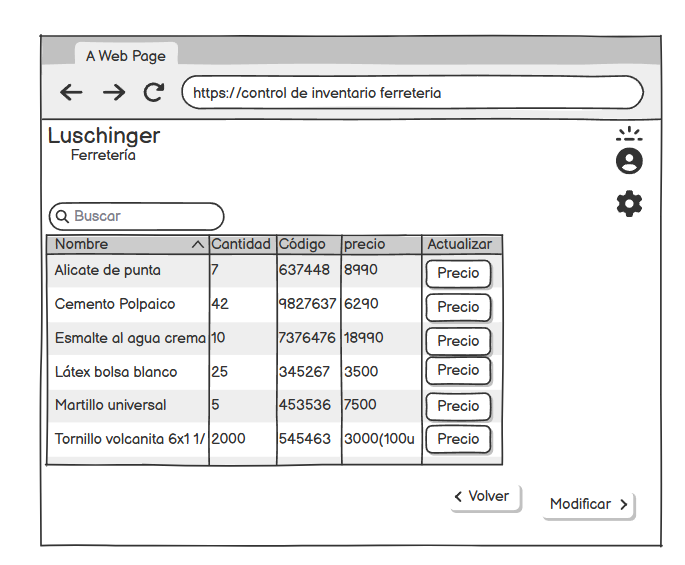 A Web Page
https://control de inventario ferreteria
Luschinger
Ferretería
Buscar
Nombre Cantidad Código precio Actualizar
Alicate de punta 7 637448 8990 Precio
Cemento Polpaico 42 9827637 6290 Precio
Esmalte al agua crema 10 7376476 18990 Precio
Látex bolsa blanco 25 345267 3500 Precio
Martillo universal 5 453536 7500 Precio
Tornillo volcanita 6x1 1/ 2000 545463 3000(100u Precio
Volver
Modificar